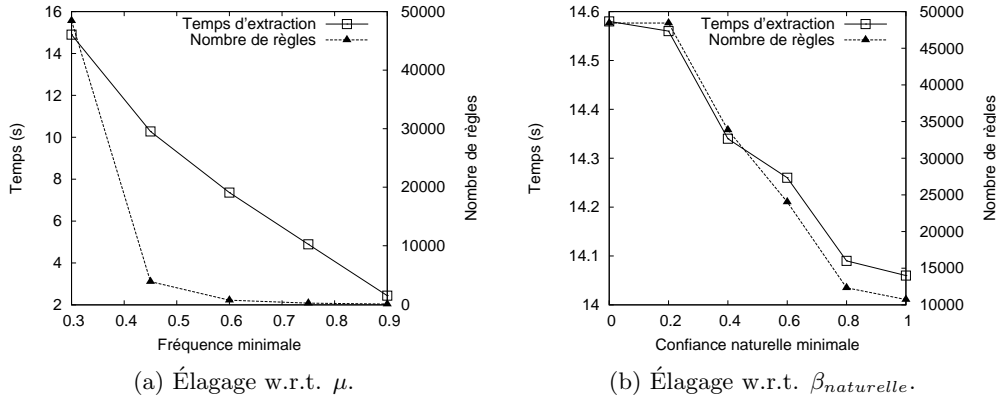 Temps d'extraction
Nombre de règles
16
14
12
10
8
6
4
2
Temps (s)
50000
40000
30000
20000
10000
0
Nombre de règles
0.3 0.4 0.5 0.6 0.7 0.8 0.9
Fréquence minimale
(a) Élagage w.r.t. μ.
Temps d'extraction
Nombre de règles
14.6
14.5
14.4
14.3
14.2
14.1
14
Temps (s)
50000
45000
40000
35000
30000
25000
20000
15000
10000
Nombre de règles
0 0.2 0.4 0.6 0.8 1
Confiance naturelle minimale
(b) Élagage w.r.t. βnaturelle.